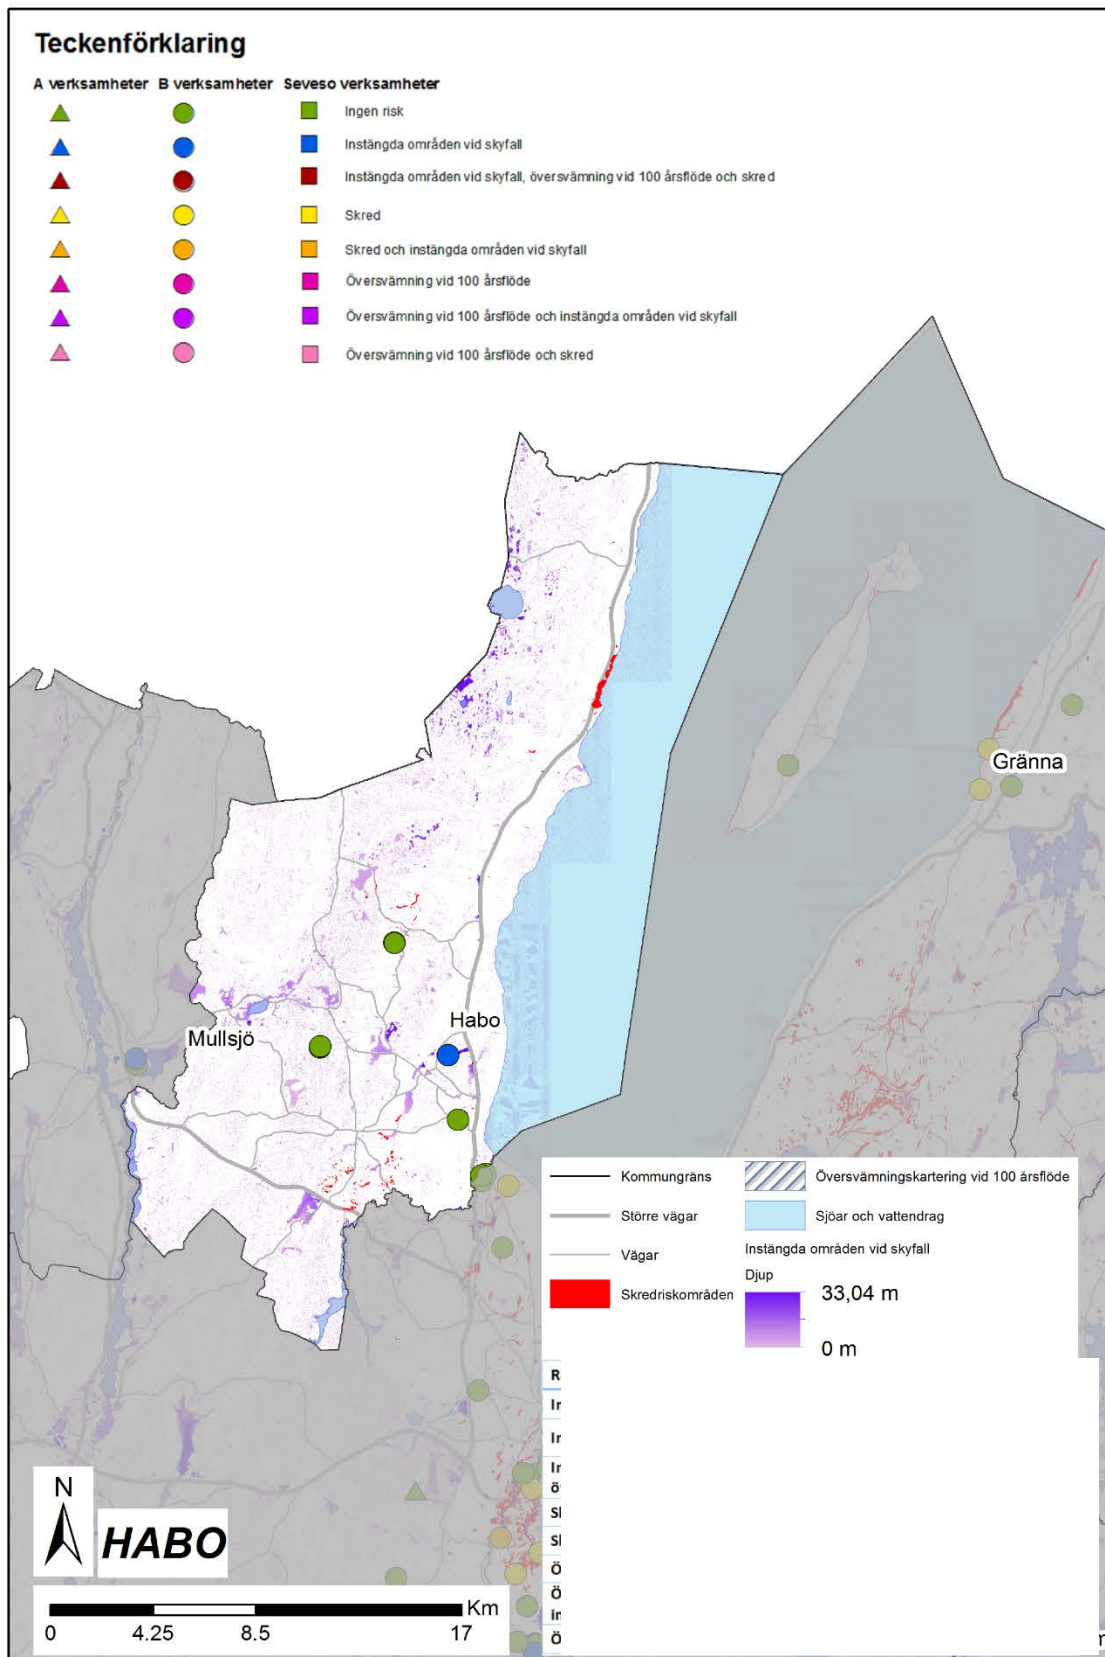 Teckenförklaring
A verksamheter B verksamheter Seveso verksamheter
Ingen risk
Instängda områden vid skyfall
Instängda områden vid skyfall, översvämning vid 100 årsflöde och skred
Skred
Skred och instängda områden vid skyfall
Översvämning vid 100 årsflöde
Översvämning vid 100 årsflöde och instängda områden vid skyfall
Översvämning vid 100 årsflöde och skred
Gränna
Habo
Mullsjö
Kommungräns
Större vägar
Vägar
Skredriskområden
Översvämningskartering vid 100 årsflöde
Sjöar och vattendrag
Instängda områden vid skyfall
Djup
33,04 m
0 m
N
HABO
Km
0 4.25 8.5 17